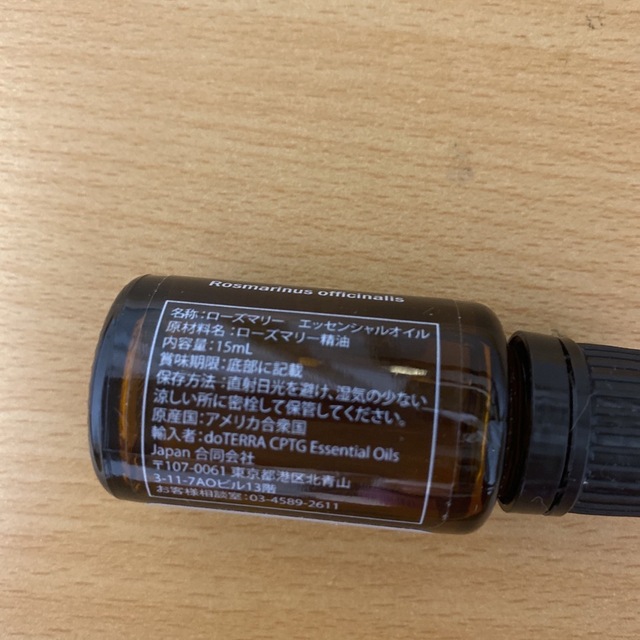 Rosmarinus officinalis
名称:ローズマリー エッセンシャルオイル
原材料名:ローズマリー精油
内容量:15mL
賞味期限:底部に記載
保存方法:直射日光を避け、湿気の少ない
涼しい所に密栓して保管してください。
原産国:アメリカ合衆国
輸入者:doTERRA CPTG Essential Oils
Japan 合同会社
〒107-0061 東京都港区北青山
3-11-7AOビル13階
お客様相談室:03-4589-2611